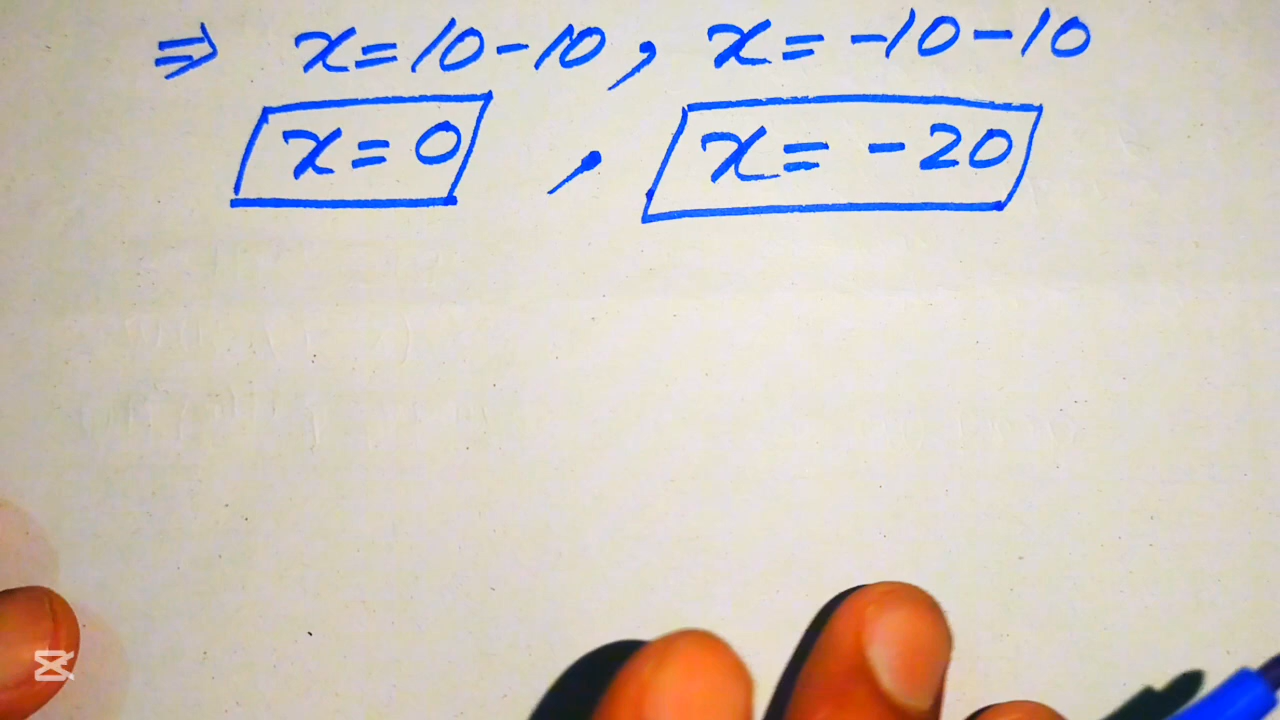 ⇒ x=10-10, x=-10-10
x=0 , x=-20